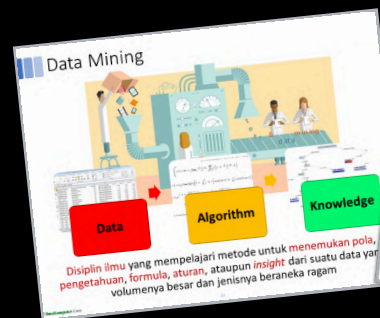 Data Mining
Data
Algorithm
Knowledge
Disiplin ilmu yang mempelajari metode untuk menemukan pola,
pengetahuan, formula, aturan, ataupun insight dari suatu data yang
volumenya besar dan jenisnya beraneka ragam